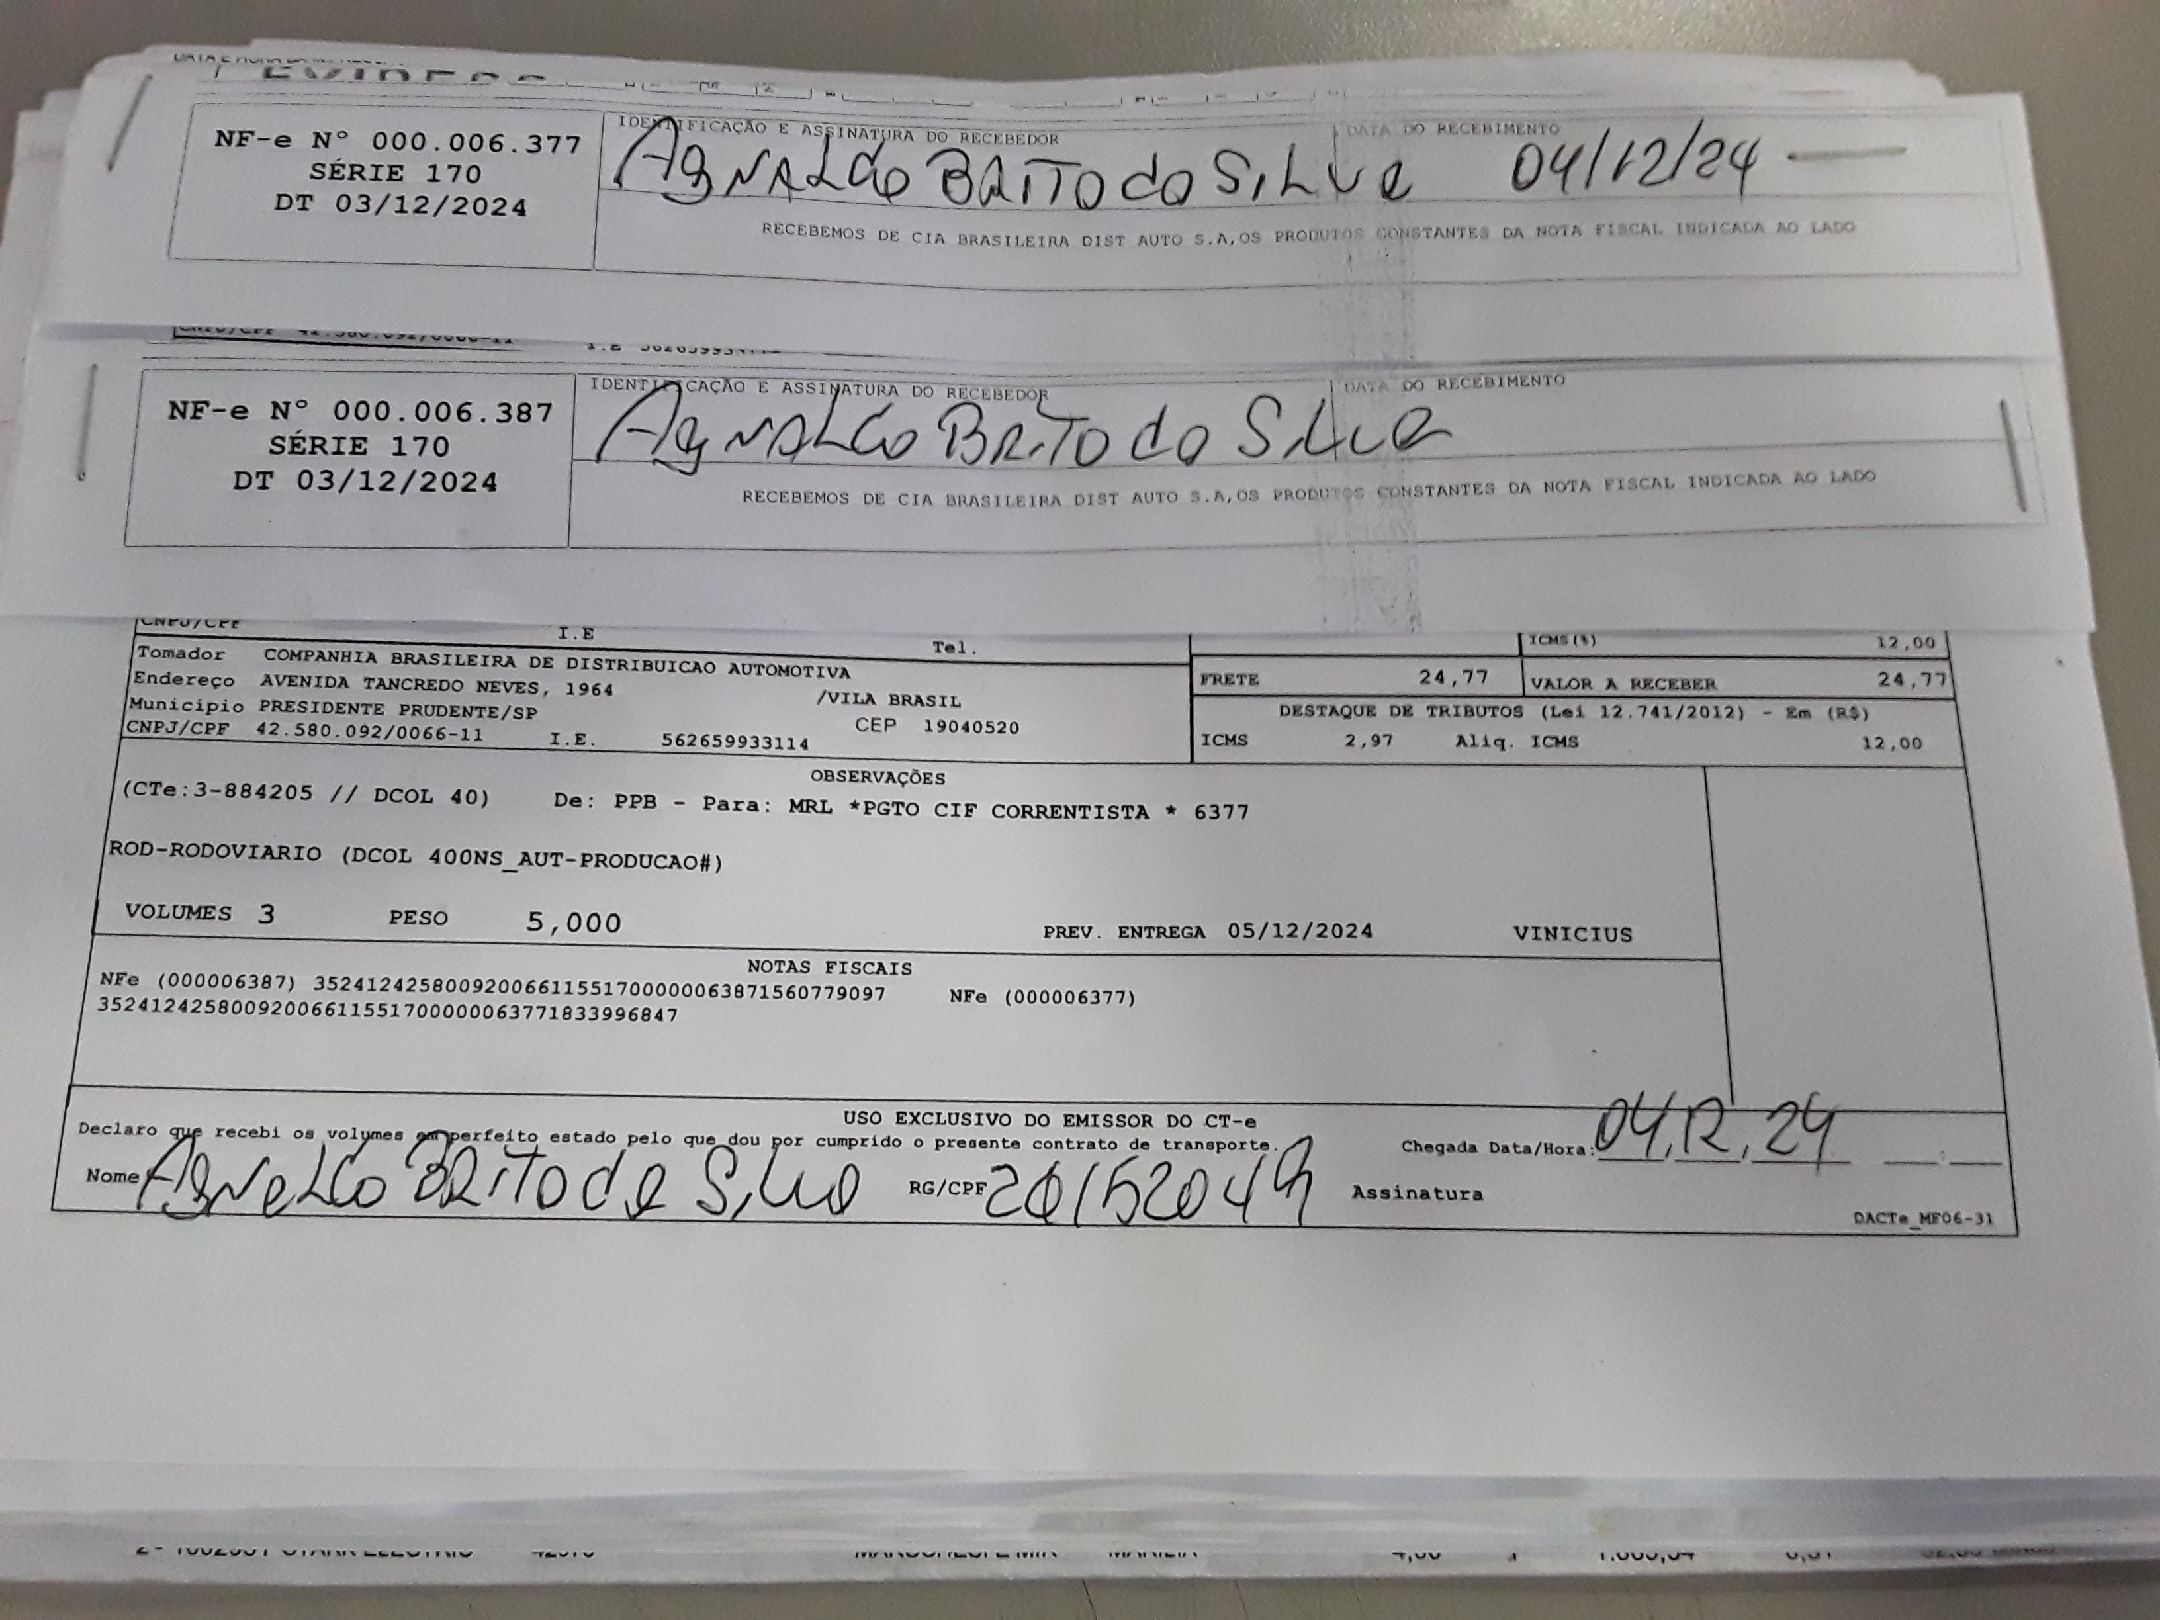 NF-e N° 000.006.377
SÉRIE 170
DT 03/12/2024
IDENTIFICAÇÃO E ASSINATURA DO RECEBEDOR
DATA DO RECEBIMENTO
Agnaldo Brito da Silva 04/12/24
RECEBEMOS DE CIA BRASILEIRA DIST AUTO S.A,OS PRODUTOS CONSTANTES DA NOTA FISCAL INDICADA AO LADO
CNPJ/CPF 42.580.092/0066-11
NF-e N° 000.006.387
SÉRIE 170
DT 03/12/2024
IDENTIFICAÇÃO E ASSINATURA DO RECEBEDOR
DATA DO RECEBIMENTO
Agnaldo Brito da Silva
RECEBEMOS DE CIA BRASILEIRA DIST AUTO S.A,OS PRODUTOS CONSTANTES DA NOTA FISCAL INDICADA AO LADO
CNPJ/CPF I.E Tel. ICMS(%) 12,00
Tomador COMPANHIA BRASILEIRA DE DISTRIBUICAO AUTOMOTIVA
Endereço AVENIDA TANCREDO NEVES, 1964 /VILA BRASIL
Municipio PRESIDENTE PRUDENTE/SP CEP 19040520
CNPJ/CPF 42.580.092/0066-11 I.E. 562659933114
FRETE 24,77 VALOR A RECEBER 24,77
DESTAQUE DE TRIBUTOS (Lei 12.741/2012) - Em (R$)
ICMS 2,97 Aliq. ICMS 12,00
OBSERVAÇÕES
(CTe:3-884205 // DCOL 40) De: PPB - Para: MRL *PGTO CIF CORRENTISTA * 6377
ROD-RODOVIARIO (DCOL 400NS_AUT-PRODUCAO#)
VOLUMES 3 PESO 5,000 PREV. ENTREGA 05/12/2024 VINICIUS
NOTAS FISCAIS
NFe (000006387) 35241242580092006611551700000063871560779097 NFe (000006377)
35241242580092006611551700000063771833996847
USO EXCLUSIVO DO EMISSOR DO CT-e
Declaro que recebi os volumes em perfeito estado pelo que dou por cumprido o presente contrato de transporte.
Chegada Data/Hora: 04.12.24
Nome Agnaldo Brito da Silva RG/CPF Assinatura
DACTe_MF06-31